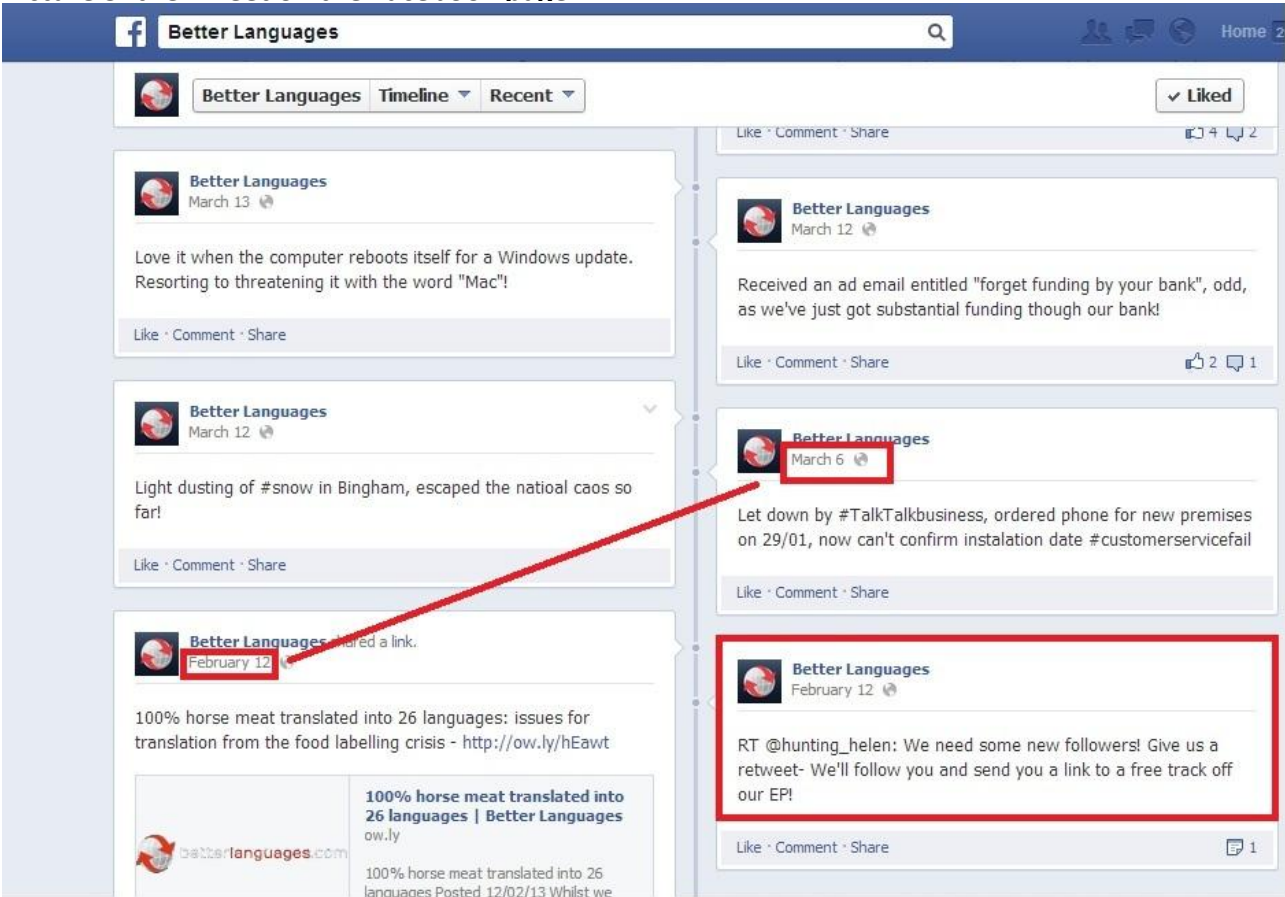 Better Languages
Home 2
Better Languages Timeline Recent
Liked
Like · Comment · Share 4 2
Better Languages
March 13
Love it when the computer reboots itself for a Windows update.
Resorting to threatening it with the word "Mac"!
Like · Comment · Share
Better Languages
March 12
Received an ad email entitled "forget funding by your bank", odd,
as we've just got substantial funding though our bank!
Like · Comment · Share 2 1
Better Languages
March 12
Light dusting of #snow in Bingham, escaped the natioal caos so
far!
Like · Comment · Share
Better Languages
March 6
Let down by #TalkTalkbusiness, ordered phone for new premises
on 29/01, now can't confirm instalation date #customerservicefail
Like · Comment · Share
Better Languages shared a link.
February 12
100% horse meat translated into 26 languages: issues for
translation from the food labelling crisis - http://ow.ly/hEawt
betterlanguages.com
100% horse meat translated into
26 languages | Better Languages
ow.ly
100% horse meat translated into 26
languages Posted 12/02/13 Whilst we
Better Languages
February 12
RT @hunting_helen: We need some new followers! Give us a
retweet- We'll follow you and send you a link to a free track off
our EP!
Like · Comment · Share 1